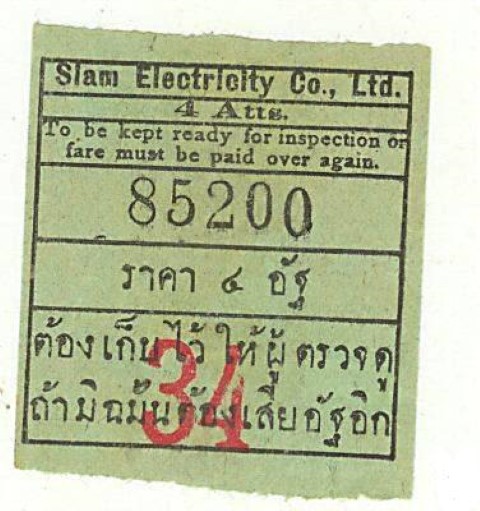 Siam Electricity Co., Ltd.
4 Atts.
To be kept ready for inspection or
fare must be paid over again.
85200
ราคา ๔ อัฐ
ต้องเก็บไว้ให้ผู้ตรวจดู
ถ้ามิฉมั้นต้องเสียอัฐอิก
34